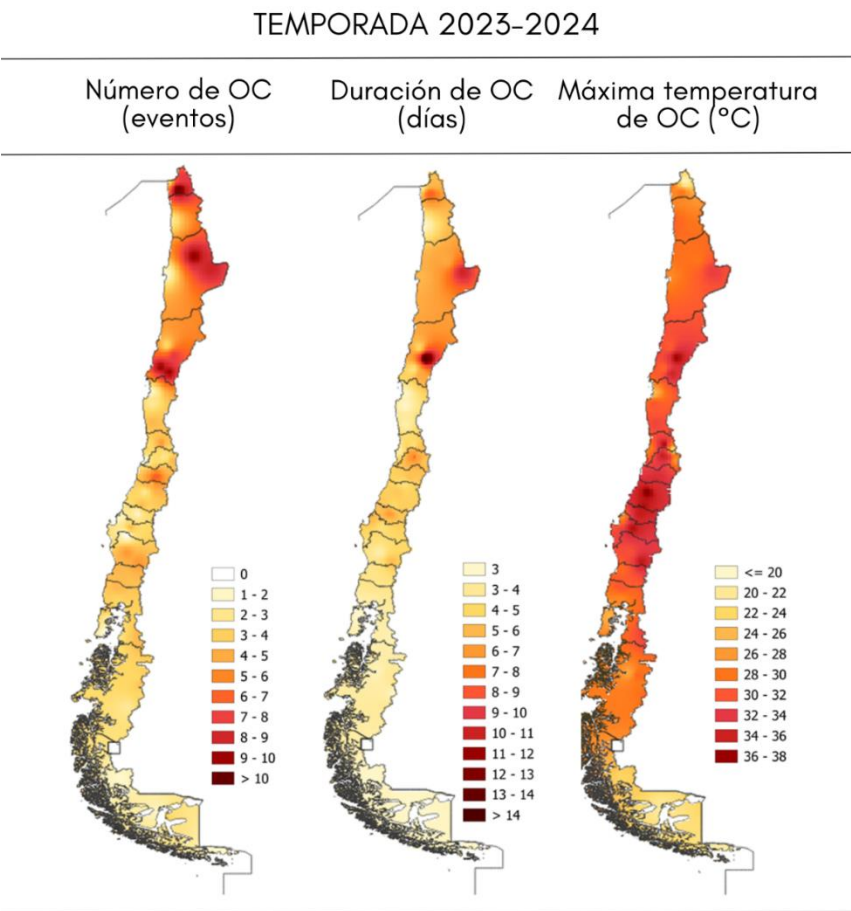 TEMPORADA 2023-2024
Número de OC
(eventos)
Duración de OC
(días)
Máxima temperatura
de OC (°C)
0
1 - 2
2 - 3
3 - 4
4 - 5
5 - 6
6 - 7
7 - 8
8 - 9
9 - 10
> 10
3
3 - 4
4 - 5
5 - 6
6 - 7
7 - 8
8 - 9
9 - 10
10 - 11
11 - 12
12 - 13
13 - 14
> 14
<= 20
20 - 22
22 - 24
24 - 26
26 - 28
28 - 30
30 - 32
32 - 34
34 - 36
36 - 38